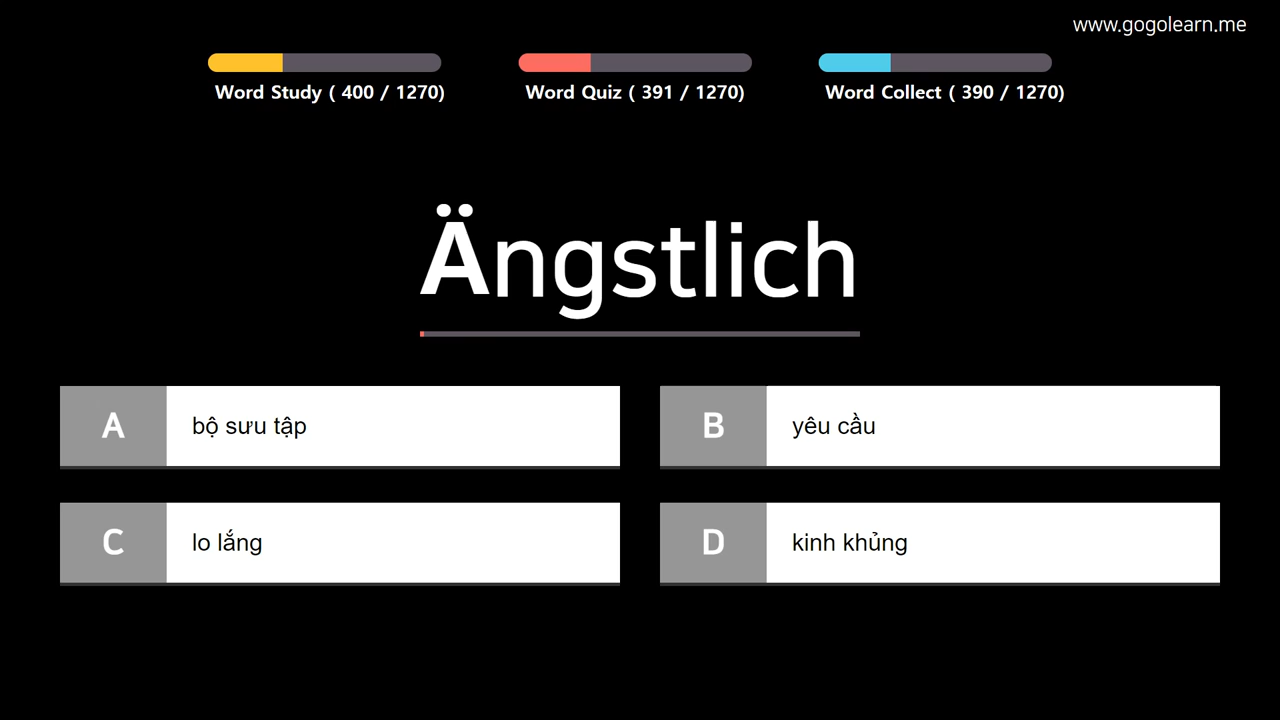 www.gogolearn.me
Word Study ( 400 / 1270)
Word Quiz ( 391 / 1270)
Word Collect ( 390 / 1270)
Ängstlich
A bộ sưu tập
B yêu cầu
C lo lắng
D kinh khủng